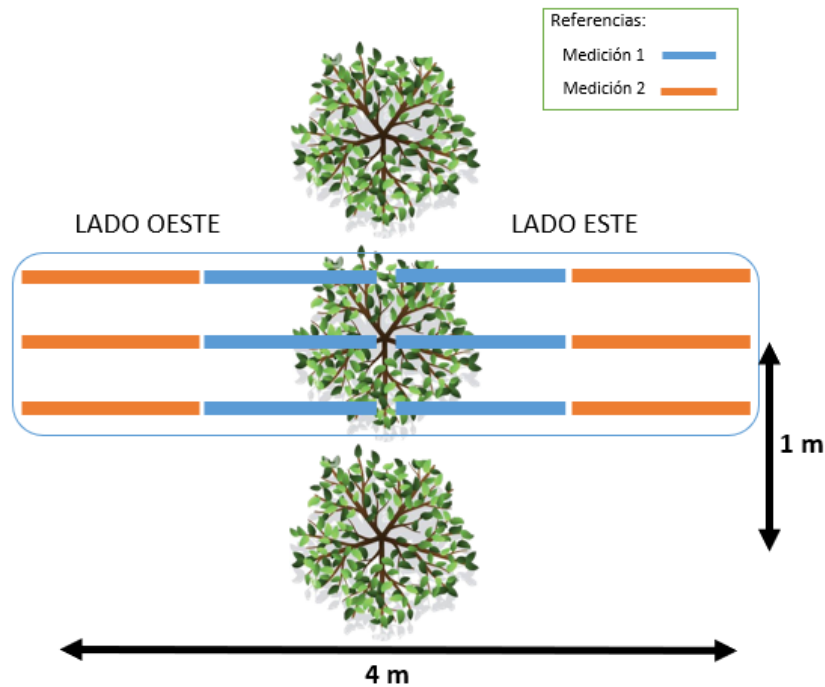 Referencias:
Medición 1
Medición 2
LADO OESTE
LADO ESTE
1 m
4 m